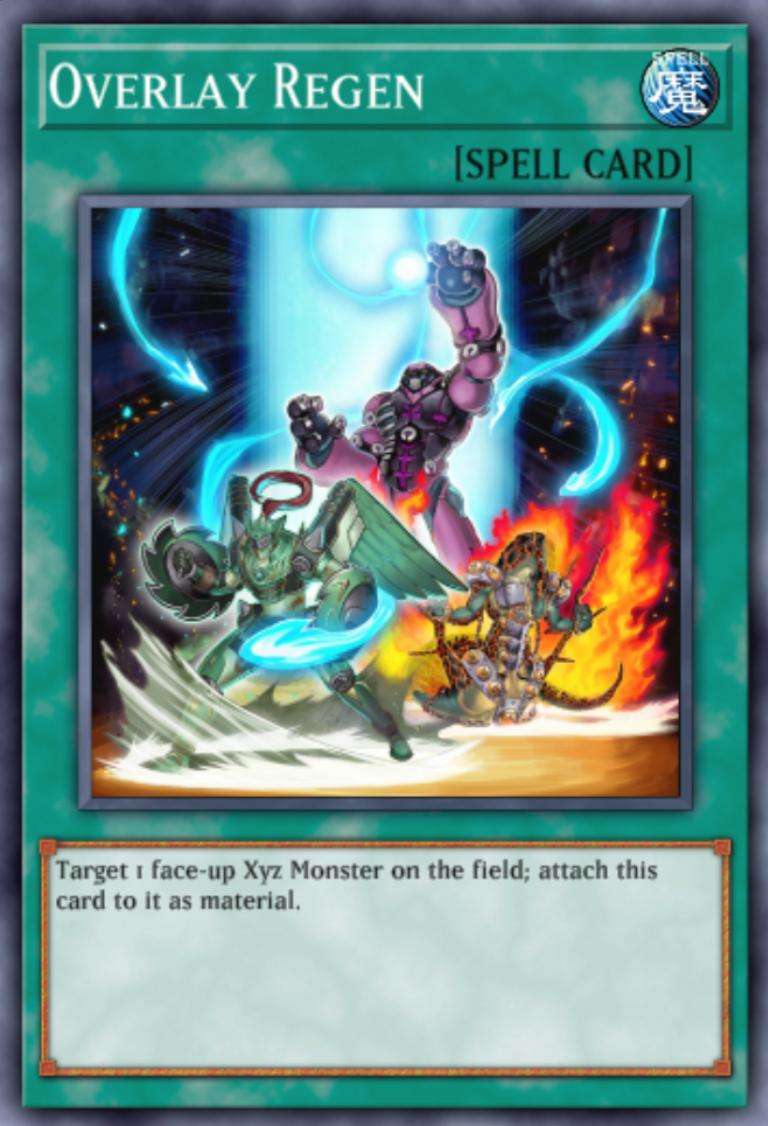 OVERLAY REGEN
SPELL
魔
[SPELL CARD]
Target 1 face-up Xyz Monster on the field; attach this
card to it as material.